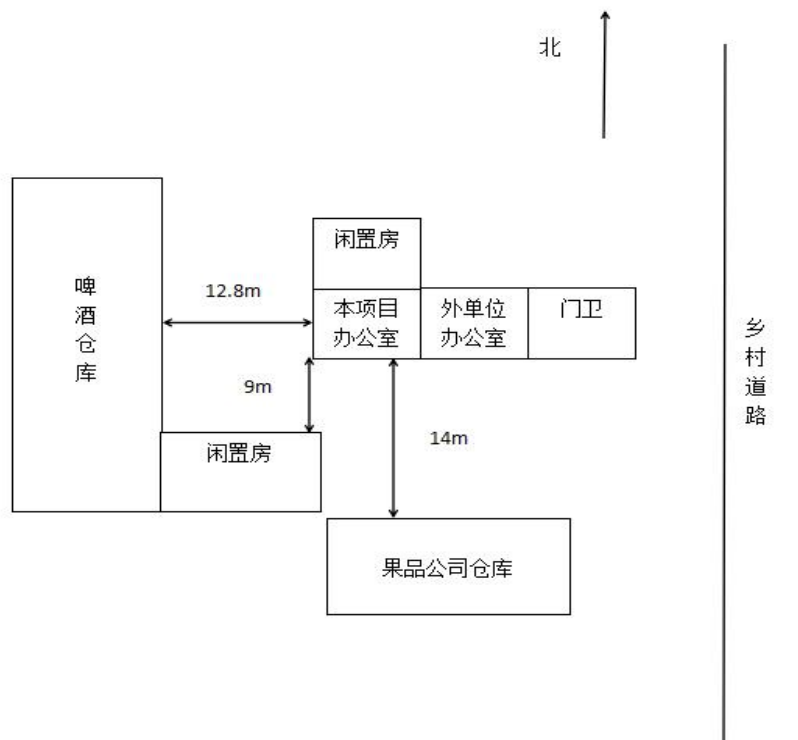 北
闲置房
啤酒仓库
12.8m
本项目
办公室
外单位
办公室
门卫
乡村道路
9m
14m
闲置房
果品公司仓库